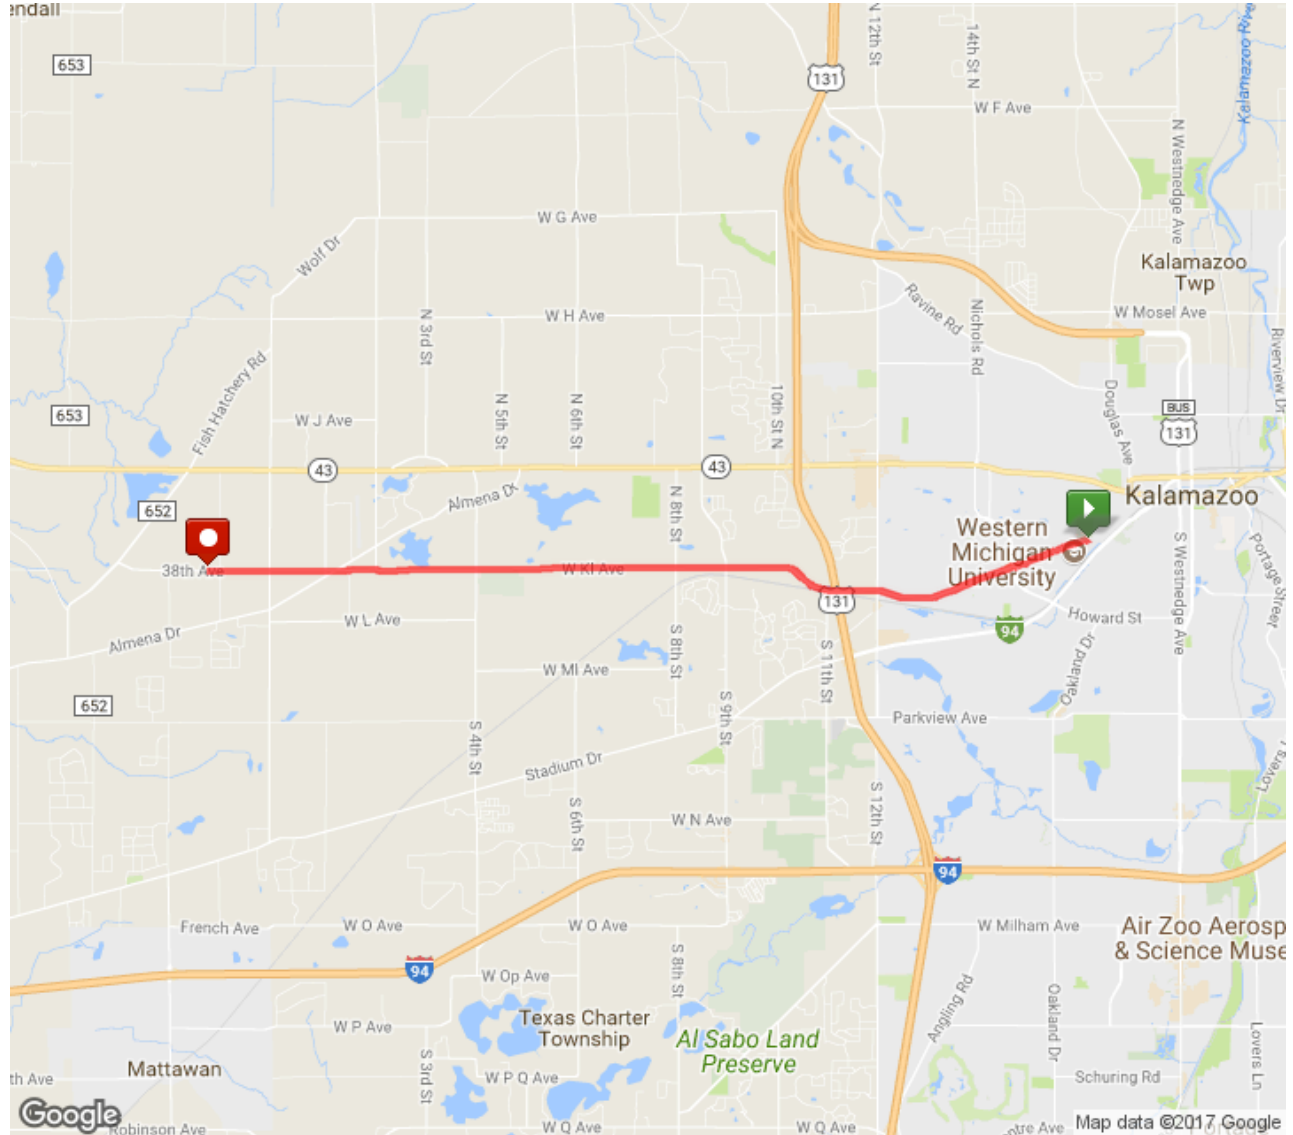 endall
653
131
N 12th St
14th St N
W F Ave
Kalamazoo Rive
N Westnedge Ave
W G Ave
Wolf Dr
Kalamazoo
Twp
Ravine Rd
Nichols Rd
W Mosel Ave
W H Ave
N 3rd St
Riverview Dr
Fish Hatchery Rd
N 5th St
N 6th St
10th St N
Douglas Ave
653
W J Ave
BUS
131
43
43
Almena Dr
N 8th St
Kalamazoo
652
Western
Michigan
University
S Westnedge Ave
Portage Street
38th Ave
W Kl Ave
131
Howard St
94
W L Ave
Almena Dr
S 8th St
S 11th St
Oakland Dr
W Ml Ave
652
S 9th St
Parkview Ave
S 4th St
Stadium Dr
Lovers
S 6th St
S 12th St
W N Ave
94
French Ave
W O Ave
W O Ave
W Milham Ave
Air Zoo Aerosp
& Science Muse
94
W Op Ave
S 8th St
Angling Rd
Oakland Dr
Texas Charter
Township
W P Ave
Al Sabo Land
Preserve
Lovers Ln
S 3rd St
Mattawan
th Ave
W P Q Ave
Schuring Rd
Google
Robinson Ave
W Q Ave
W Q Ave
Map data ©2017 Google